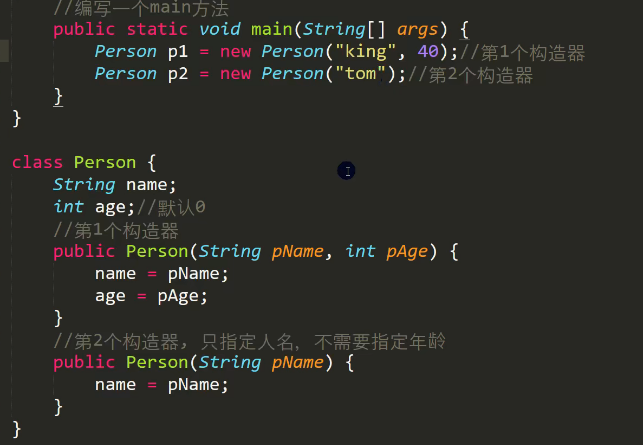 //编写一个main方法
public static void main(String[] args) {
Person p1 = new Person("king", 40);//第1个构造器
Person p2 = new Person("tom");//第2个构造器
}
}
class Person {
String name;
int age;//默认0
//第1个构造器
public Person(String pName, int pAge) {
name = pName;
age = pAge;
}
//第2个构造器, 只指定人名, 不需要指定年龄
public Person(String pName) {
name = pName;
}
}